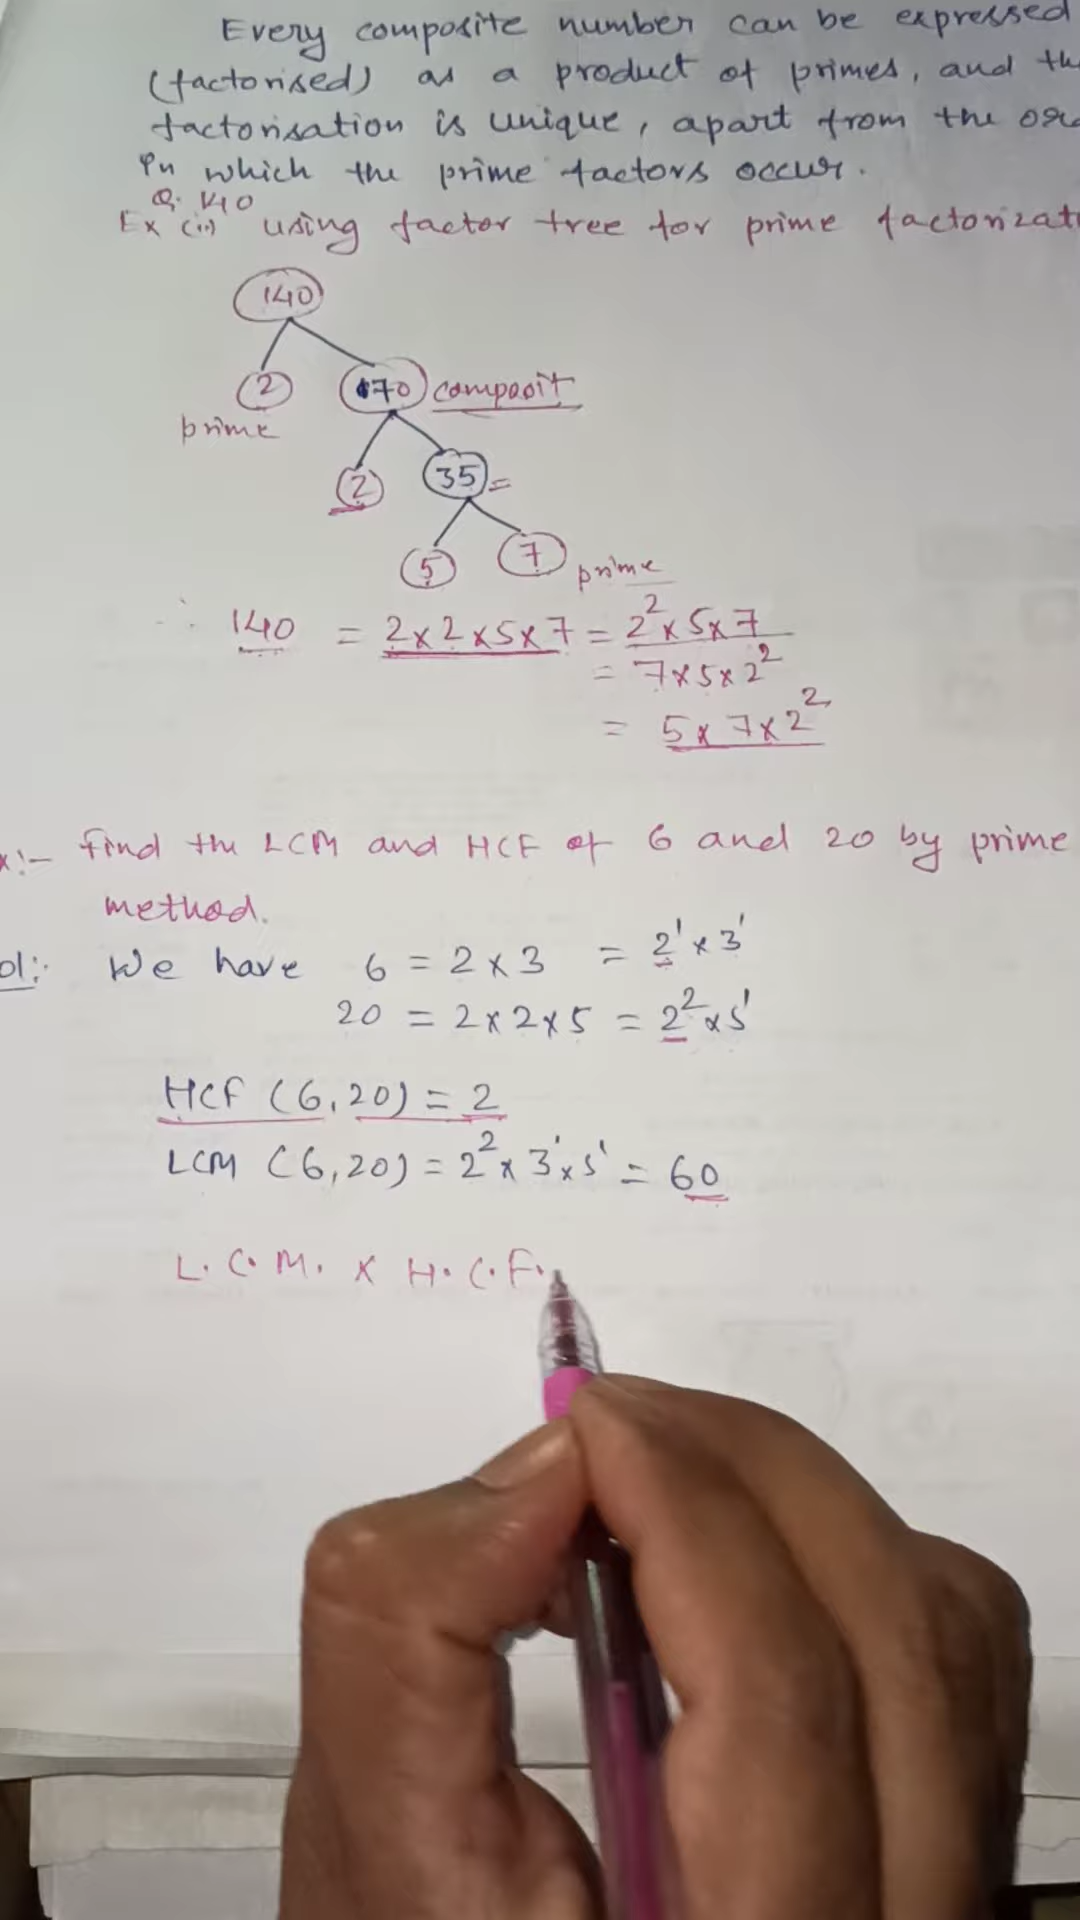 Every composite number can be expressed
(factorised) as a product of primes, and
factorisation is unique, apart from the
in which the prime factors occur.
Q. 140
Ex (ii) using factor tree for prime
140
2 70 composit
prime
2 35 =
5 7 prime
∴ 140 = 2×2×5×7 = 2²×5×7
= 7×5×2²
= 5×7×2²
find the LCM and HCF of 6 and 20 by prime
method.
We have 6 = 2×3 = 2¹×3¹
20 = 2×2×5 = 2²×5¹
HCF (6,20) = 2
LCM (6,20) = 2²×3¹×5¹ = 60
L.C.M. × H.C.F.